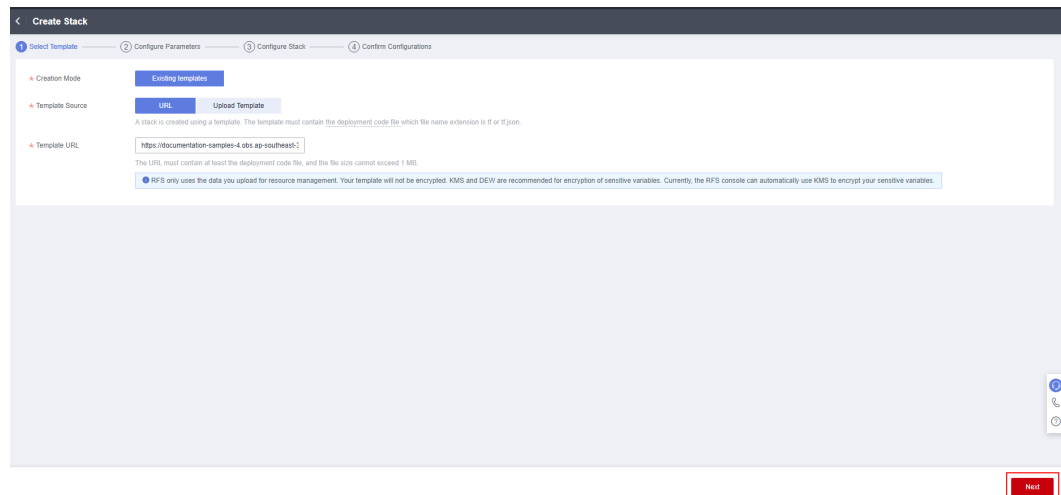 Create Stack
1 Select Template 2 Configure Parameters 3 Configure Stack 4 Confirm Configurations
* Creation Mode Existing templates
* Template Source URL Upload Template
A stack is created using a template. The template must contain the deployment code file which file name extension is tf or tf.json.
* Template URL https://documentation-samples-4.obs.ap-southeast-3
The URL must contain at least the deployment code file, and the file size cannot exceed 1 MB.
RFS only uses the data you upload for resource management. Your template will not be encrypted. KMS and DEW are recommended for encryption of sensitive variables. Currently, the RFS console can automatically use KMS to encrypt your sensitive variables.
Next